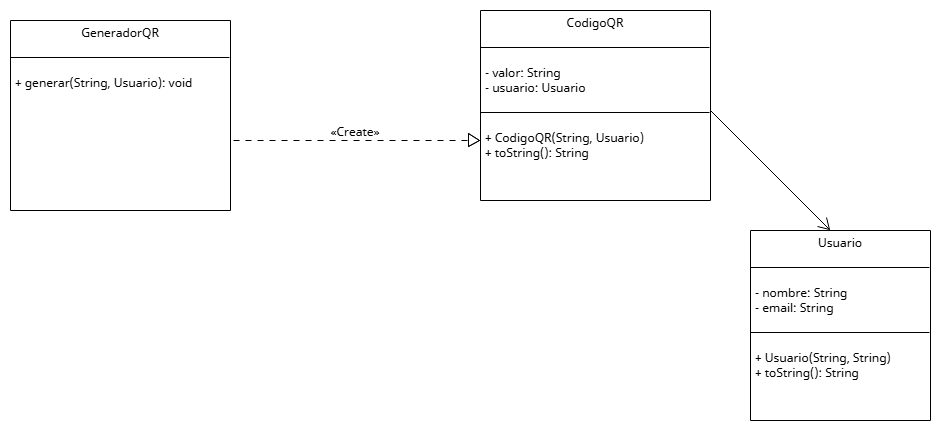 GeneradorQR
+ generar(String, Usuario): void
«Create»
CodigoQR
- valor: String
- usuario: Usuario
+ CodigoQR(String, Usuario)
+ toString(): String
Usuario
- nombre: String
- email: String
+ Usuario(String, String)
+ toString(): String